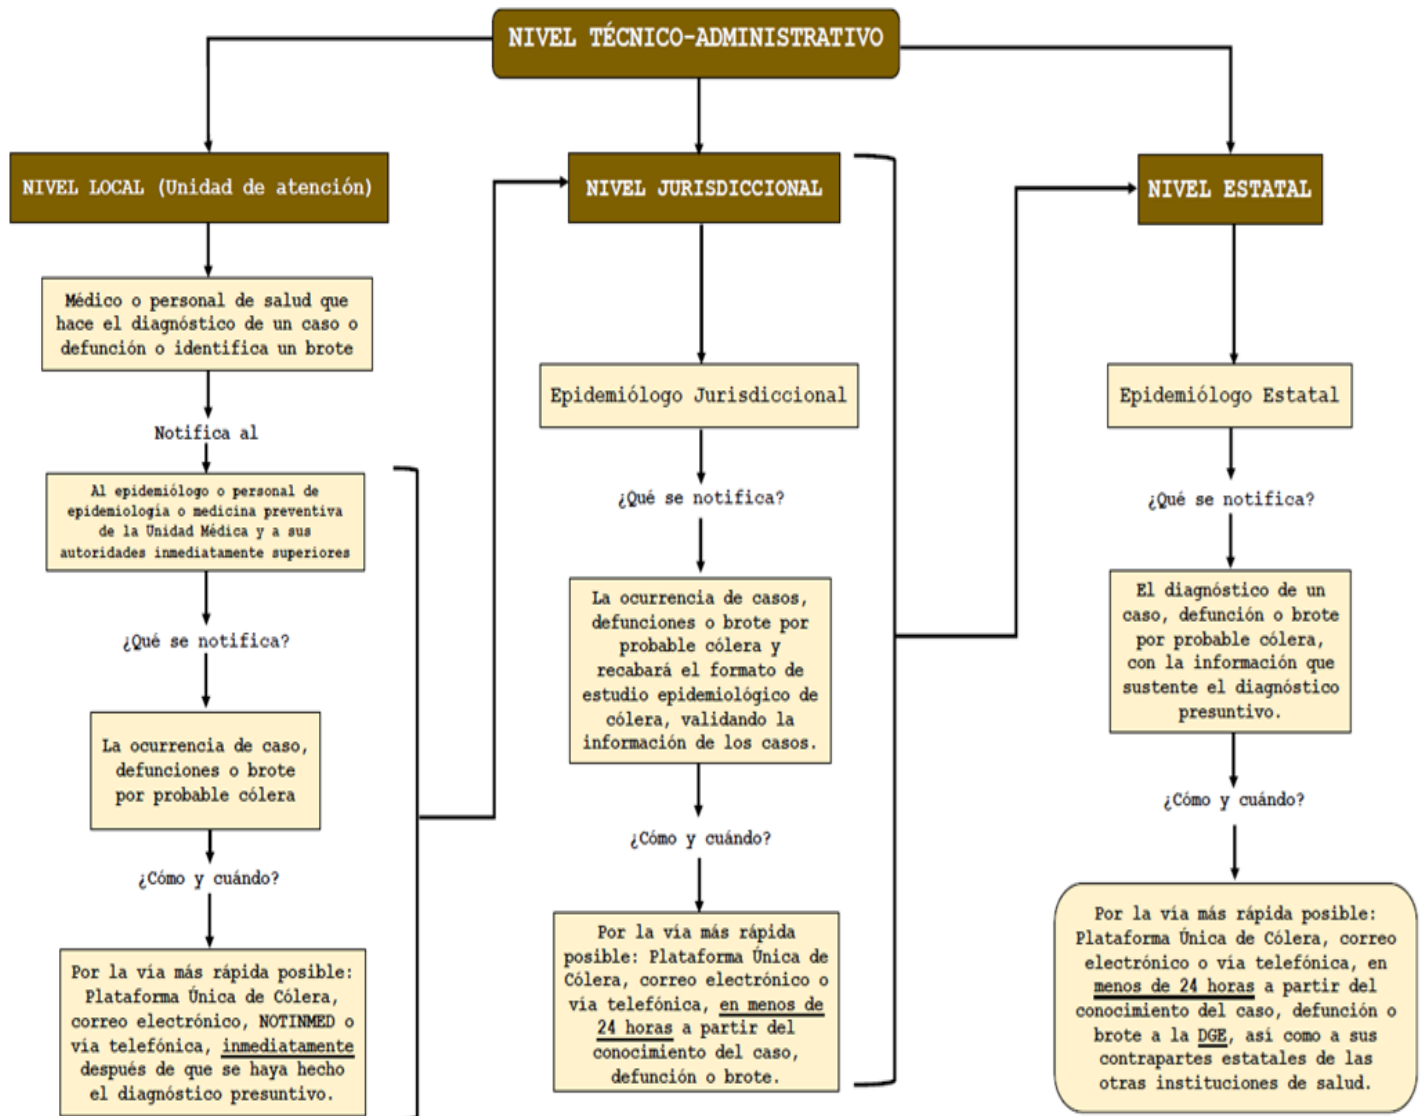 NIVEL TÉCNICO-ADMINISTRATIVO
NIVEL LOCAL (Unidad de atención)
Médico o personal de salud que
hace el diagnóstico de un caso o
defunción o identifica un brote
Notifica al
Al epidemiólogo o personal de
epidemiología o medicina preventiva
de la Unidad Médica y a sus
autoridades inmediatamente superiores
¿Qué se notifica?
La ocurrencia de caso,
defunciones o brote
por probable cólera
¿Cómo y cuándo?
Por la vía más rápida posible:
Plataforma Única de Cólera,
correo electrónico, NOTINMED o
vía telefónica, inmediatamente
después de que se haya hecho
el diagnóstico presuntivo.
NIVEL JURISDICCIONAL
Epidemiólogo Jurisdiccional
¿Qué se notifica?
La ocurrencia de casos,
defunciones o brote por
probable cólera y
recabará el formato de
estudio epidemiológico de
cólera, validando la
información de los casos.
¿Cómo y cuándo?
Por la vía más rápida
posible: Plataforma Única de
Cólera, correo electrónico o
vía telefónica, en menos de
24 horas a partir del
conocimiento del caso,
defunción o brote.
NIVEL ESTATAL
Epidemiólogo Estatal
¿Qué se notifica?
El diagnóstico de un
caso, defunción o brote
por probable cólera,
con la información que
sustente el diagnóstico
presuntivo.
¿Cómo y cuándo?
Por la vía más rápida posible:
Plataforma Única de Cólera, correo
electrónico o vía telefónica, en
menos de 24 horas a partir del
conocimiento del caso, defunción o
brote a la DGE, así como a sus
contrapartes estatales de las
otras instituciones de salud.